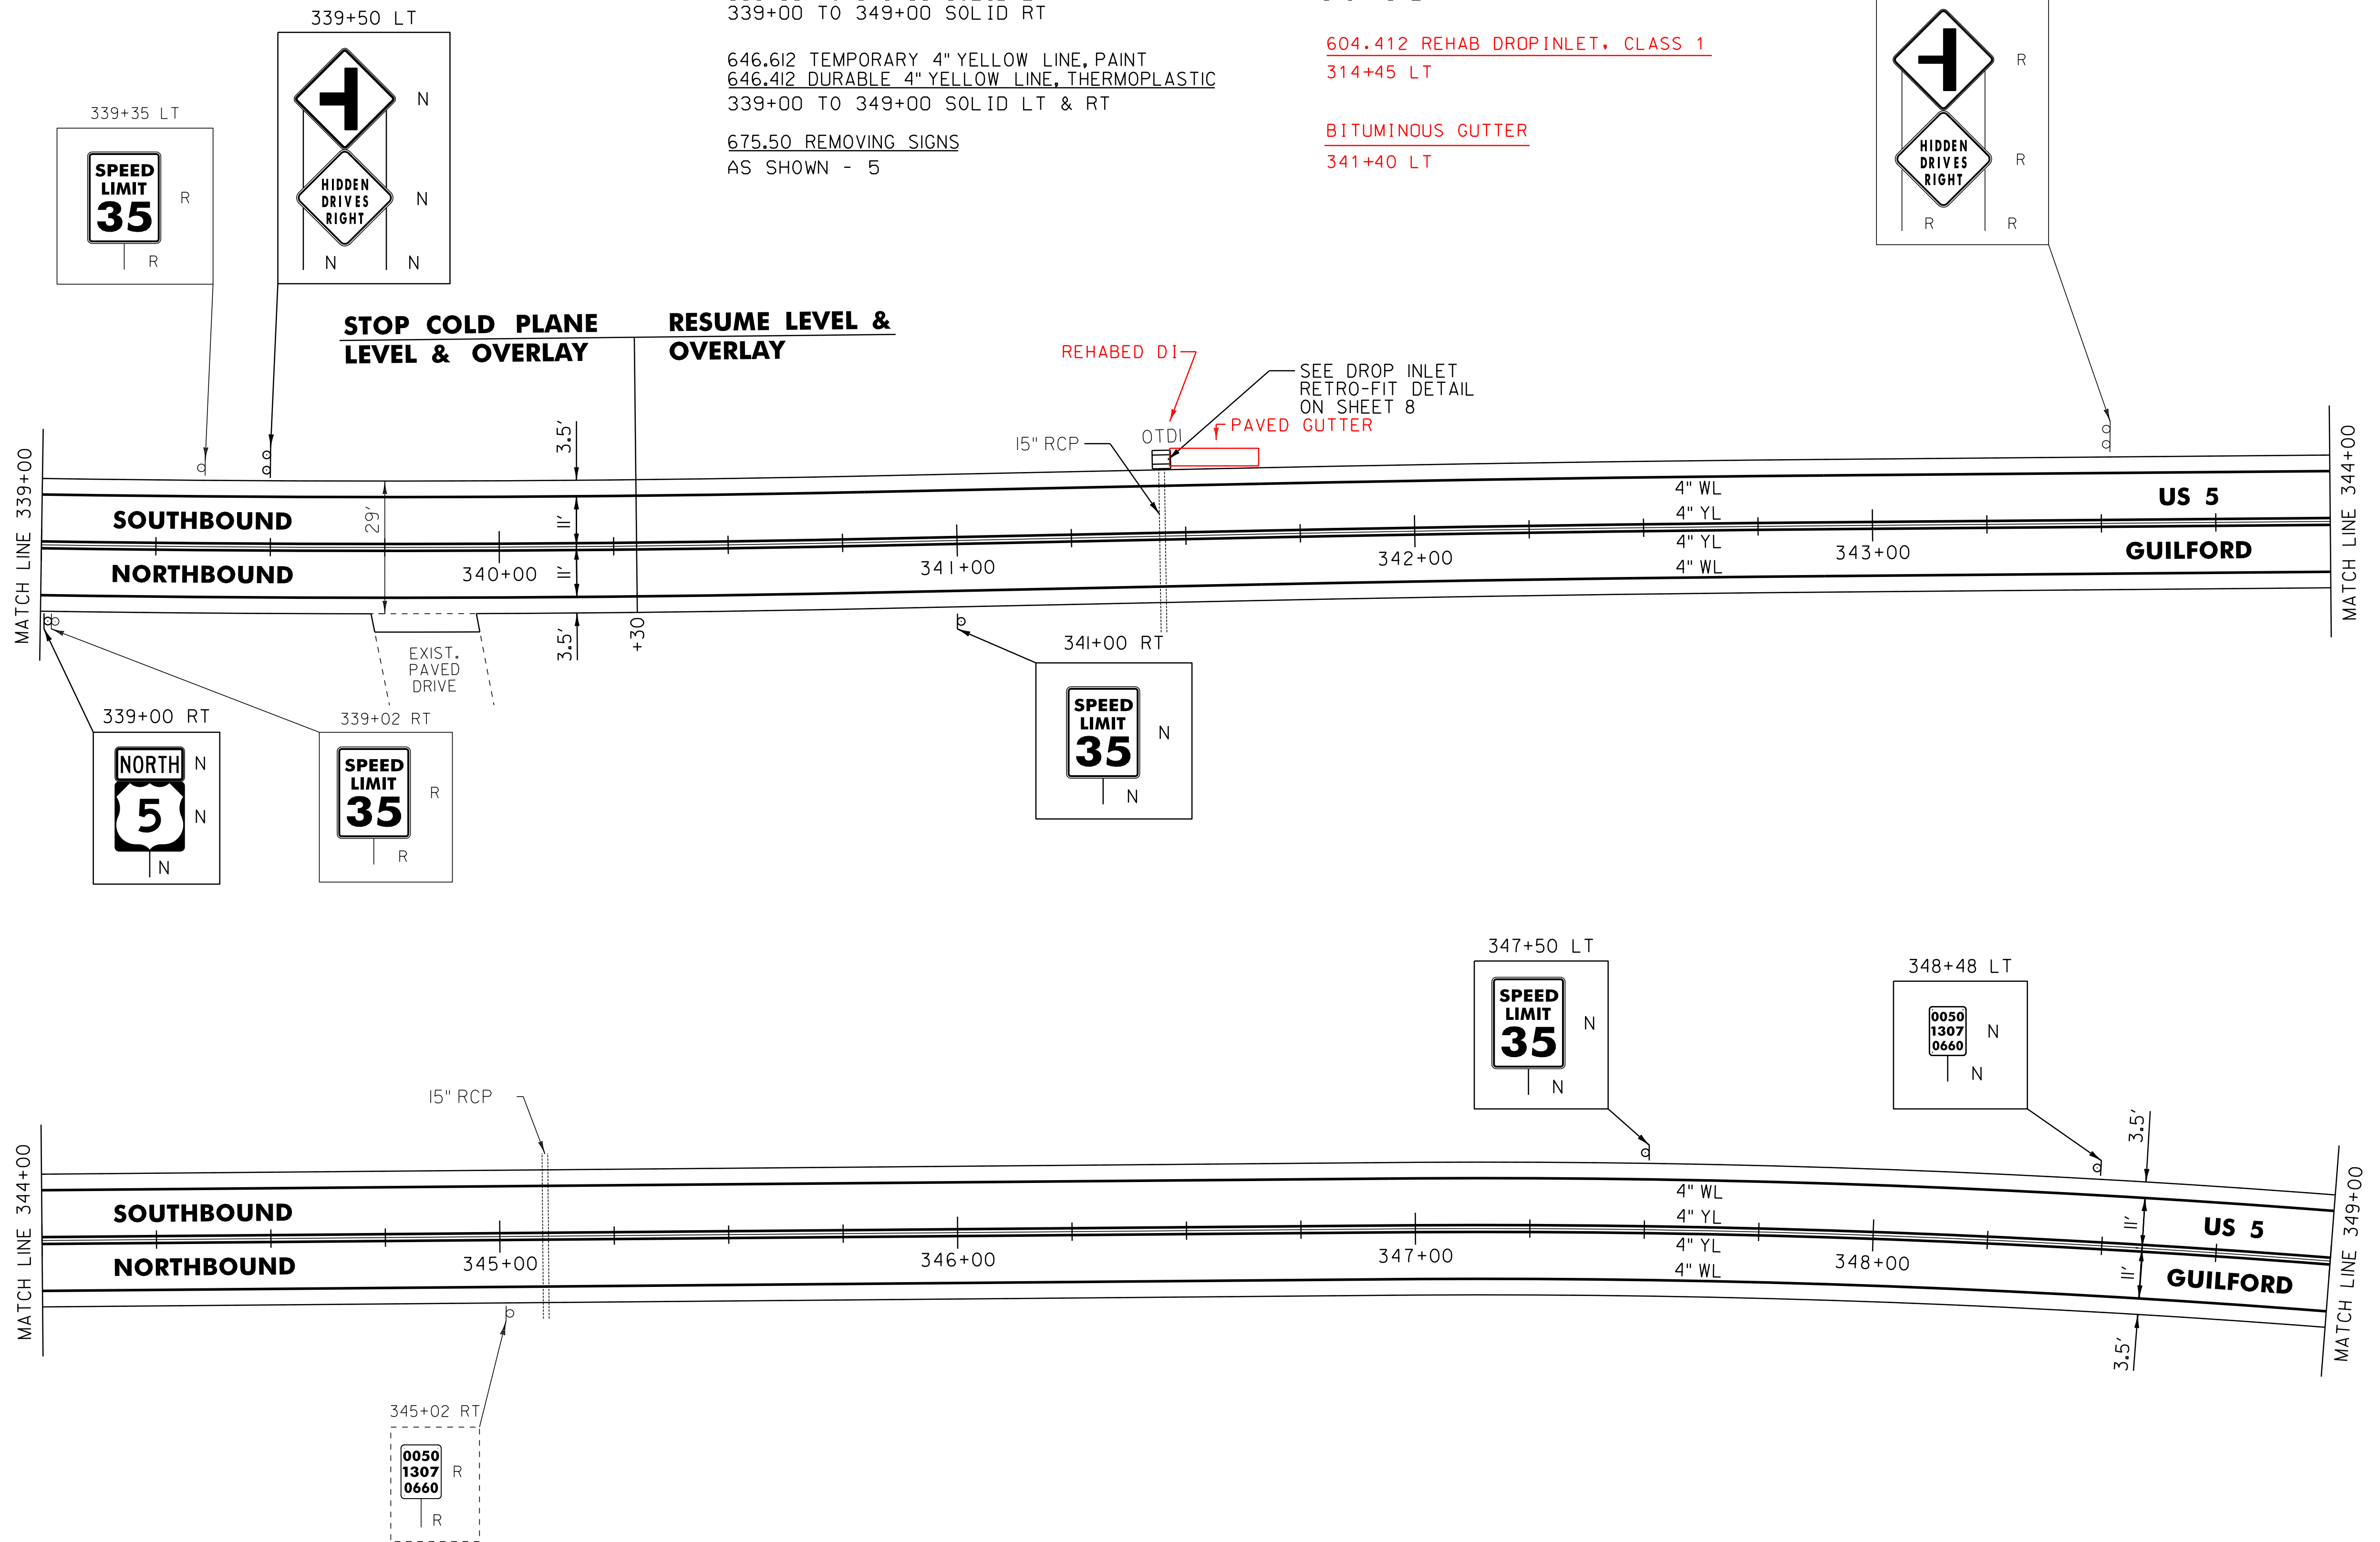 339+50 LT
N
HIDDEN
DRIVES
RIGHT
N
N
N
339+35 LT
SPEED
LIMIT
35
R
R
339+00 TO 349+00 SOLID RT
646.612 TEMPORARY 4" YELLOW LINE, PAINT
646.412 DURABLE 4" YELLOW LINE, THERMOPLASTIC
339+00 TO 349+00 SOLID LT & RT
675.50 REMOVING SIGNS
AS SHOWN - 5
604.412 REHAB DROPINLET, CLASS 1
314+45 LT
BITUMINOUS GUTTER
341+40 LT
R
HIDDEN
DRIVES
RIGHT
R
R
R
STOP COLD PLANE
LEVEL & OVERLAY
RESUME LEVEL &
OVERLAY
REHABED DI
SEE DROP INLET
RETRO-FIT DETAIL
ON SHEET 8
PAVED GUTTER
OTDI
15" RCP
MATCH LINE 339+00
3.5'
29'
11'
11'
3.5'
+30
SOUTHBOUND
NORTHBOUND
340+00
341+00
342+00
343+00
4" WL
4" YL
4" YL
4" WL
US 5
GUILFORD
MATCH LINE 344+00
EXIST.
PAVED
DRIVE
339+00 RT
NORTH
N
5
N
N
339+02 RT
SPEED
LIMIT
35
R
R
341+00 RT
SPEED
LIMIT
35
N
N
347+50 LT
SPEED
LIMIT
35
N
N
348+48 LT
0050
1307
0660
N
N
15" RCP
MATCH LINE 344+00
SOUTHBOUND
NORTHBOUND
345+00
346+00
347+00
348+00
4" WL
4" YL
4" YL
4" WL
3.5'
11'
11'
3.5'
US 5
GUILFORD
MATCH LINE 349+00
345+02 RT
0050
1307
0660
R
R